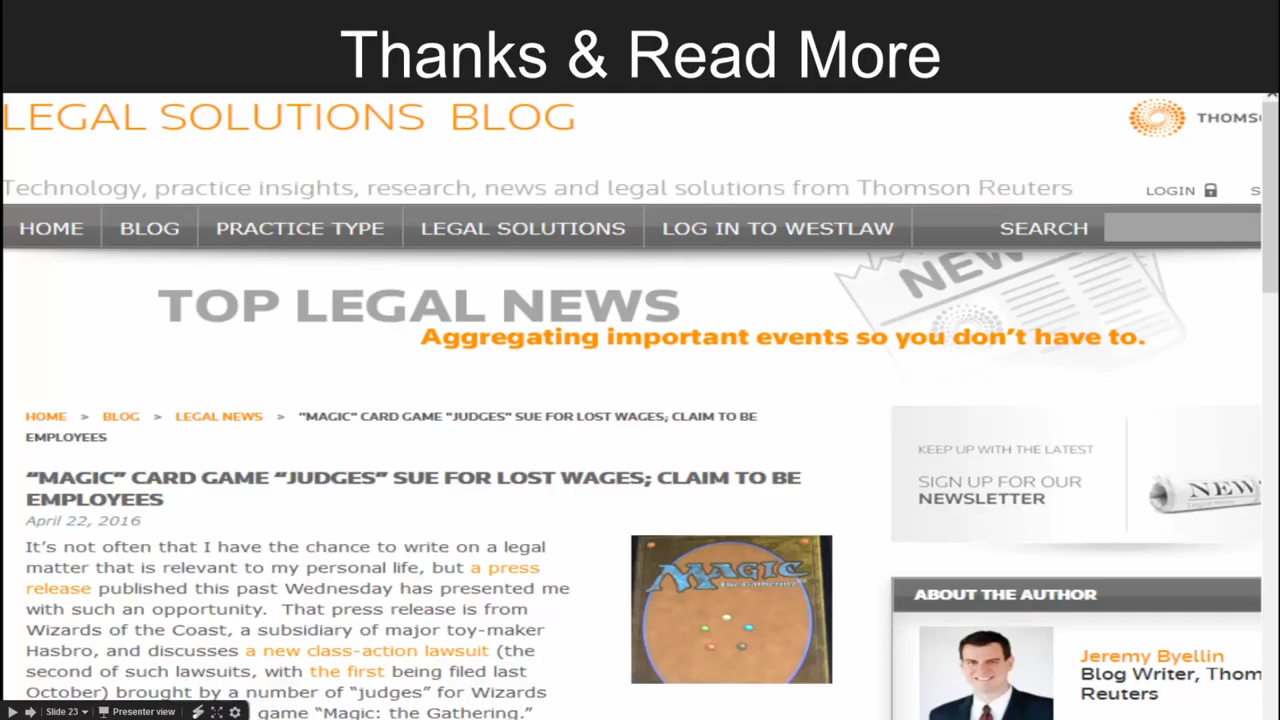 Thanks & Read More
LEGAL SOLUTIONS BLOG
Technology, practice insights, research, news and legal solutions from Thomson Reuters
LOGIN
HOME
BLOG
PRACTICE TYPE
LEGAL SOLUTIONS
LOG IN TO WESTLAW
SEARCH
NEW
TOP LEGAL NEWS
Aggregating important events so you don't have to.
HOME > BLOG > LEGAL NEWS > "MAGIC" CARD GAME "JUDGES" SUE FOR LOST WAGES; CLAIM TO BE
EMPLOYEES
"MAGIC" CARD GAME "JUDGES" SUE FOR LOST WAGES; CLAIM TO BE
EMPLOYEES
April 22, 2016
It's not often that I have the chance to write on a legal
matter that is relevant to my personal life, but a press
release published this past Wednesday has presented me
with such an opportunity. That press release is from
Wizards of the Coast, a subsidiary of major toy-maker
Hasbro, and discusses a new class-action lawsuit (the
second of such lawsuits, with the first being filed last
October) brought by a number of "judges" for Wizards
game "Magic: the Gathering."
MAGIC
the Gathering
KEEP UP WITH THE LATEST
SIGN UP FOR OUR
NEWSLETTER
NEW
ABOUT THE AUTHOR
Jeremy Byellin
Blog Writer, Thom
Reuters
Slide 23
Presenter view